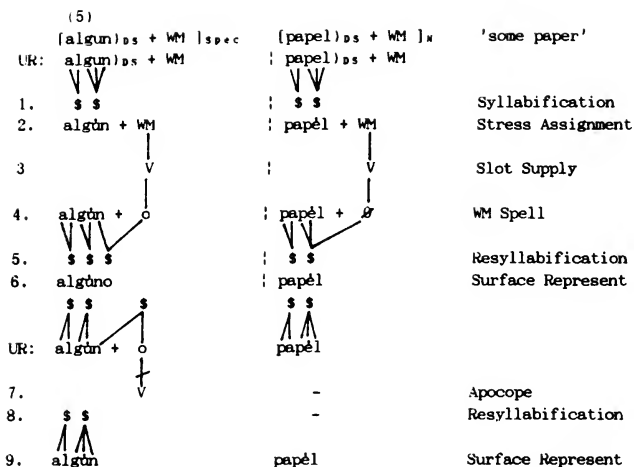 (5)
[algun)DS + WM ]Spec [papel)DS + WM ]N 'some paper'
UR: algun)DS + WM ¦ papel)DS + WM
1. $ $ ¦ $ $ Syllabification
2. algún + WM ¦ papél + WM Stress Assignment
3 V ¦ V Slot Supply
4. algún + o ¦ papél + Ø WM Spell
5. $ $ $ ¦ $ $ Resyllabification
6. algúno ¦ papél Surface Represent
$ $ $ $ $
UR: algún + o papél
7. V - Apocope
8. $ $ - Resyllabification
9. algún papél Surface Represent